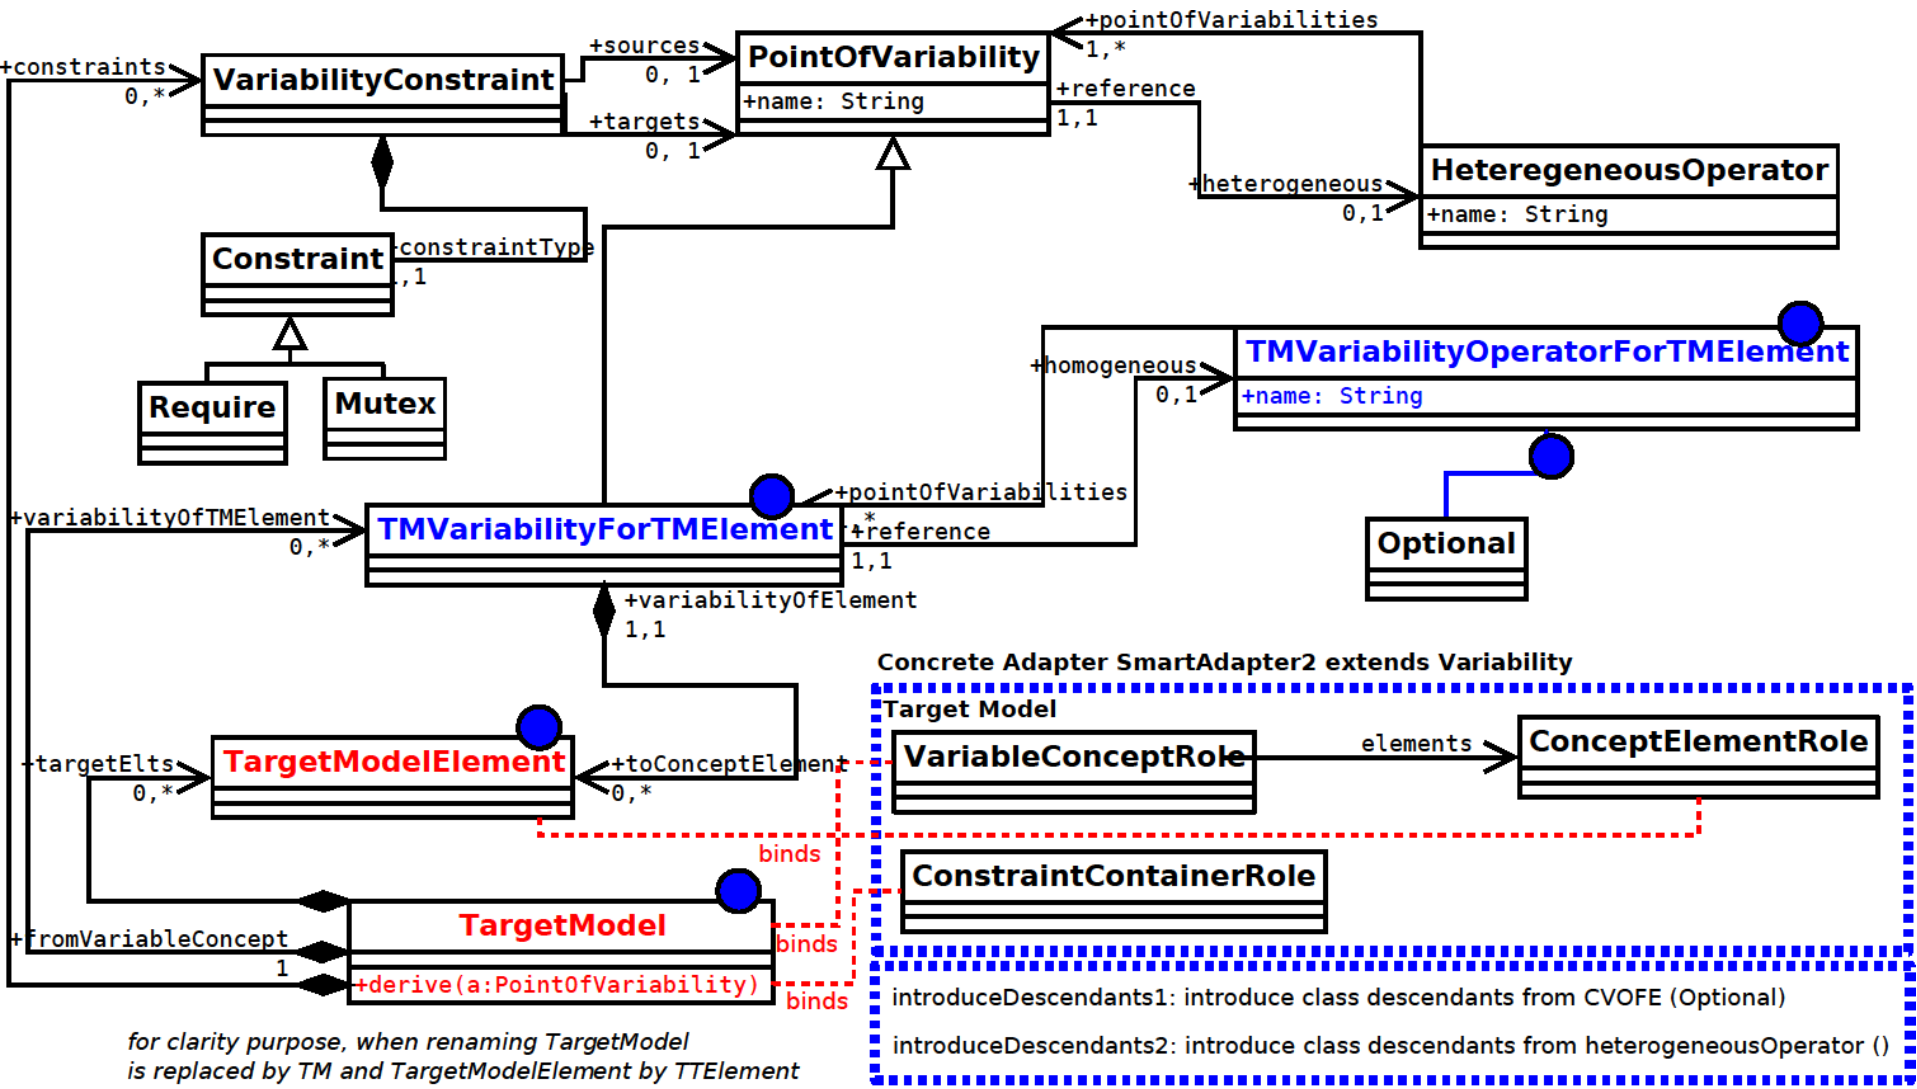 +pointOfVariabilities
1,*
+sources
0, 1
PointOfVariability
+name: String
+constraints
0,*
VariabilityConstraint
+reference
1,1
+targets
0, 1
HeteregeneousOperator
+name: String
+heterogeneous
0,1
Constraint
constraintType
,1
Require
Mutex
TMVariabilityOperatorForTMElement
+name: String
+homogeneous
0,1
+pointOfVariabilities
.*
+variabilityOfTMElement
0,*
TMVariabilityForTMElement
+reference
1,1
Optional
+variabilityOfElement
1,1
Concrete Adapter SmartAdapter2 extends Variability
Target Model
VariableConceptRole
elements
ConceptElementRole
+targetElts
0,*
TargetModelElement
+toConceptElement
0,*
binds
ConstraintContainerRole
TargetModel
+derive(a:PointOfVariability)
+fromVariableConcept
1
binds
binds
introduceDescendants1: introduce class descendants from CVOFE (Optional)
introduceDescendants2: introduce class descendants from heterogeneousOperator ()
for clarity purpose, when renaming TargetModel
is replaced by TM and TargetModelElement by TTElement